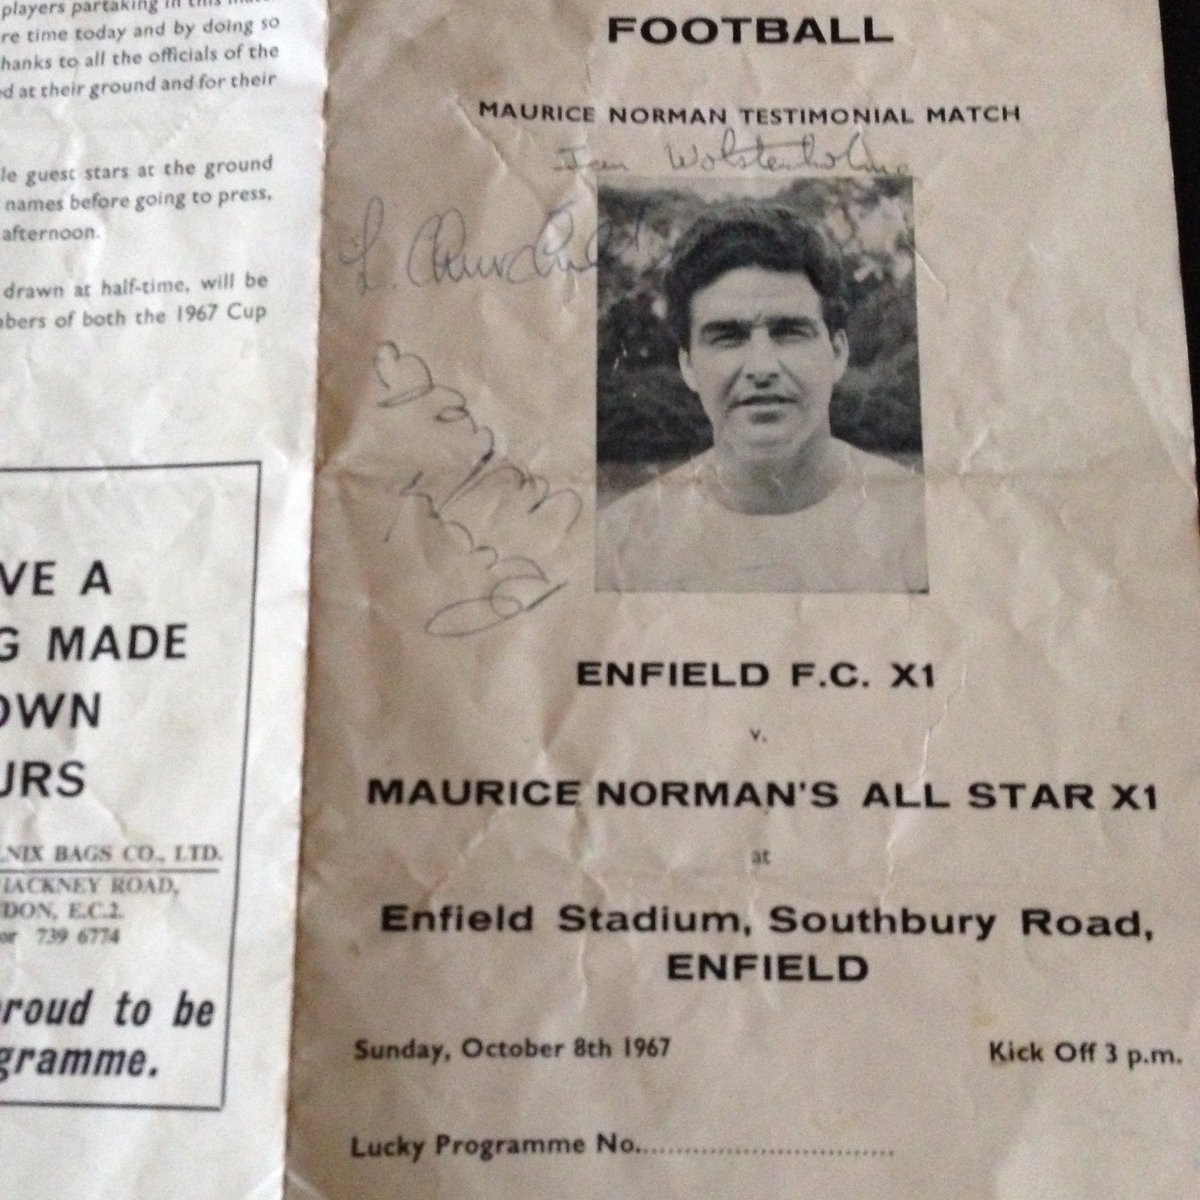 players partaking in this
re time today and by doing so
hanks to all the officials of the
d at their ground and for their
le guest stars at the ground
names before going to press,
afternoon.
drawn at half-time, will be
bers of both the 1967 Cup
VE A
G MADE
OWN
URS
NIX BAGS CO., LTD.
HACKNEY ROAD,
DON, E.C.2.
or 739 6774
roud to be
gramme.
FOOTBALL
MAURICE NORMAN TESTIMONIAL MATCH
Wolstenholme
L. Churchill
ENFIELD F.C. X1
v.
MAURICE NORMAN'S ALL STAR X1
at
Enfield Stadium, Southbury Road,
ENFIELD
Sunday, October 8th 1967 Kick Off 3 p.m.
Lucky Programme No..............................